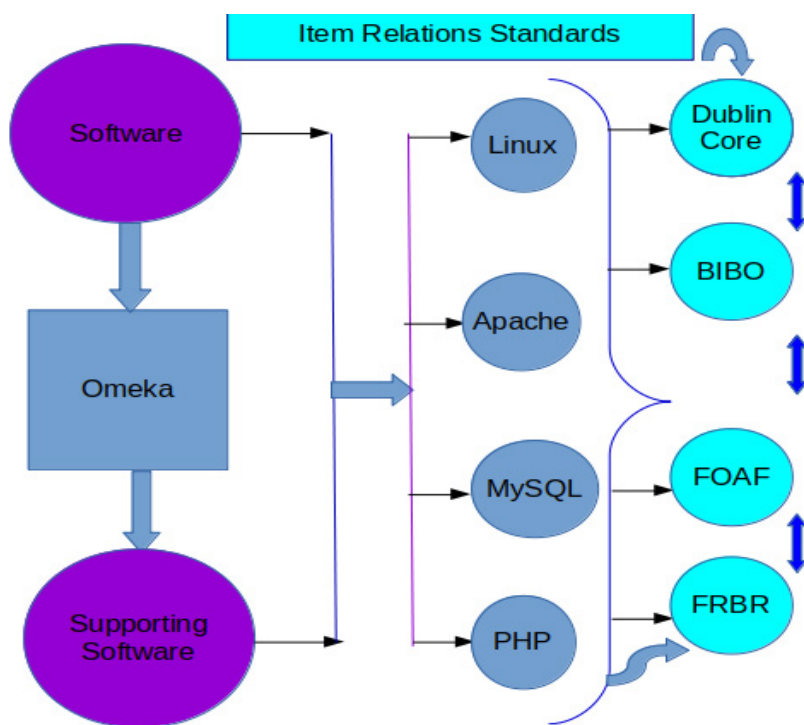 Item Relations Standards
Software
Omeka
Supporting
Software
Linux
Apache
MySQL
PHP
Dublin
Core
BIBO
FOAF
FRBR